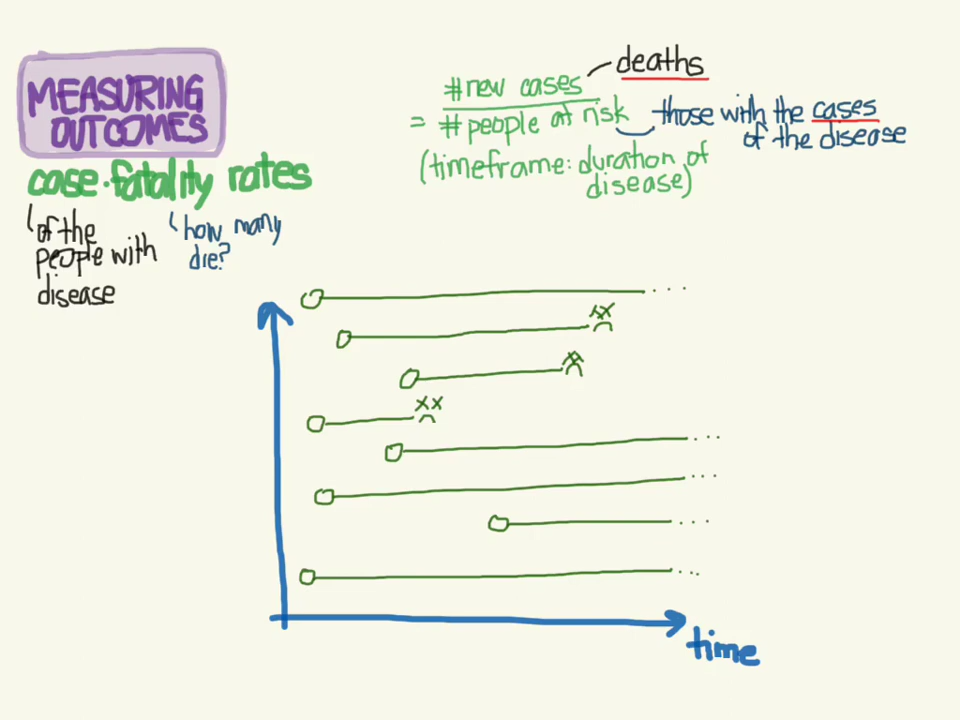 MEASURING
OUTCOMES
case-fatality rates
of the
people with
disease
how many
die?
= #new cases
# people at risk
deaths
those with the cases
of the disease
(timeframe: duration of
disease)
time